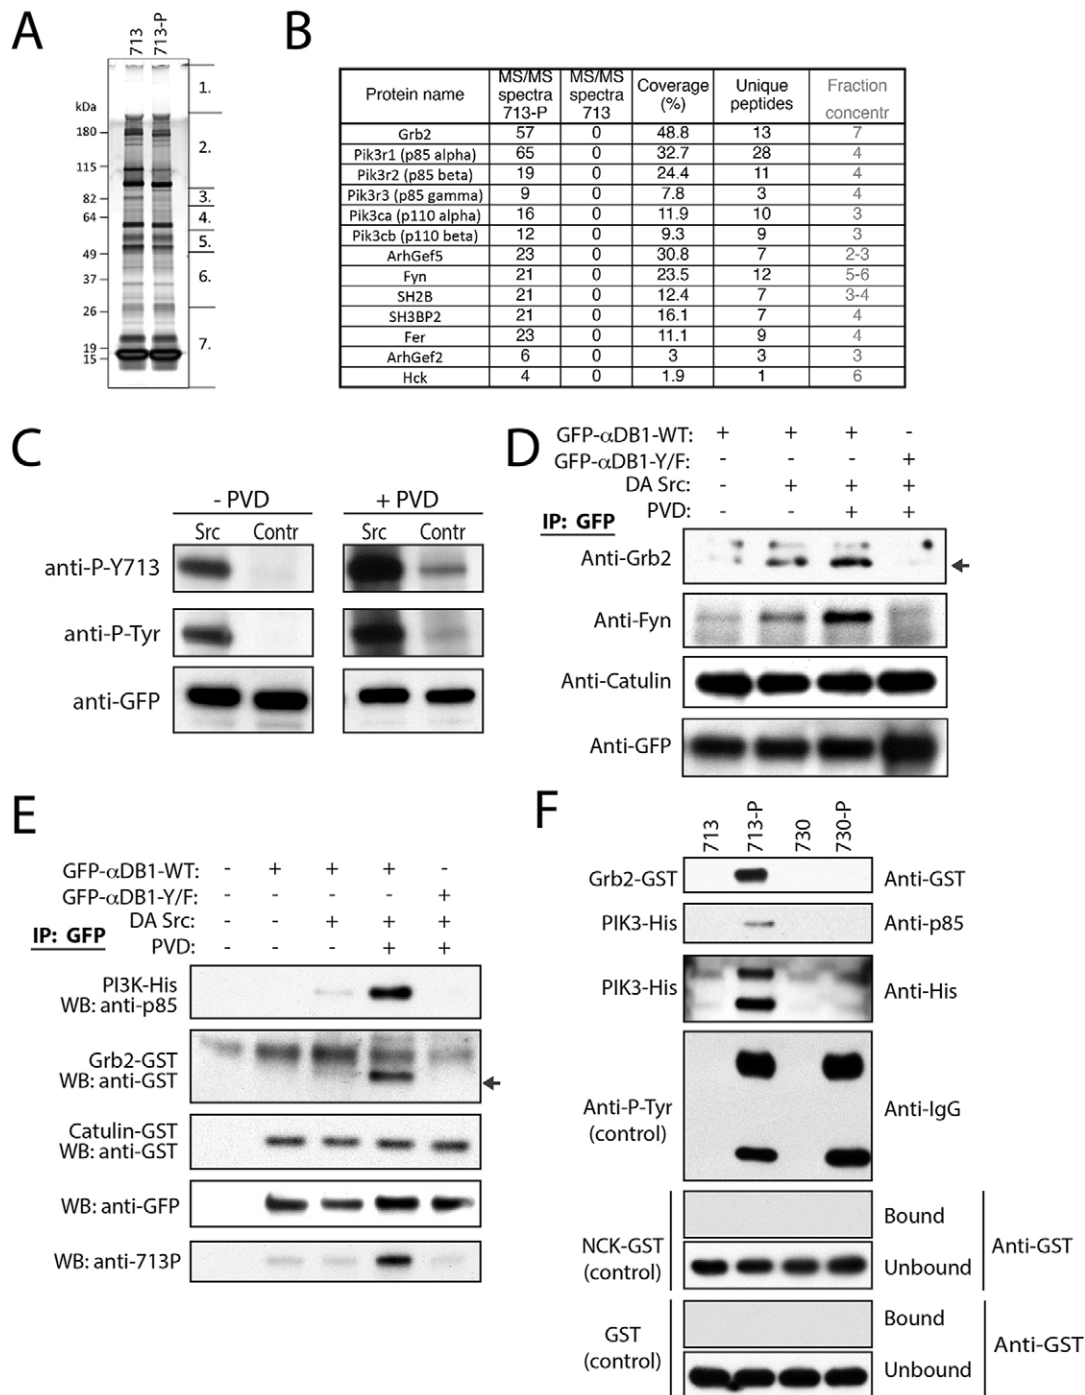 A
713 713-P
kDa
180
115
82
64
49
37
26
19
15
1.
2.
3.
4.
5.
6.
7.
B
Protein name MS/MS spectra 713-P MS/MS spectra 713 Coverage (%) Unique peptides Fraction concentr
Grb2 57 0 48.8 13 7
Pik3r1 (p85 alpha) 65 0 32.7 28 4
Pik3r2 (p85 beta) 19 0 24.4 11 4
Pik3r3 (p85 gamma) 9 0 7.8 3 4
Pik3ca (p110 alpha) 16 0 11.9 10 3
Pik3cb (p110 beta) 12 0 9.3 9 3
ArhGef5 23 0 30.8 7 2-3
Fyn 21 0 23.5 12 5-6
SH2B 21 0 12.4 7 3-4
SH3BP2 21 0 16.1 7 4
Fer 23 0 11.1 9 4
ArhGef2 6 0 3 3 3
Hck 4 0 1.9 1 6
C
- PVD + PVD
Src Contr Src Contr
anti-P-Y713
anti-P-Tyr
anti-GFP
D
GFP-αDB1-WT: + + + -
GFP-αDB1-Y/F: - - - +
DA Src: - + + +
PVD: - - + +
IP: GFP
Anti-Grb2
Anti-Fyn
Anti-Catulin
Anti-GFP
E
GFP-αDB1-WT: - + + + -
GFP-αDB1-Y/F: - - - - +
DA Src: - - + + +
IP: GFP PVD: - - - + +
PI3K-His
WB: anti-p85
Grb2-GST
WB: anti-GST
Catulin-GST
WB: anti-GST
WB: anti-GFP
WB: anti-713P
F
713 713-P 730 730-P
Grb2-GST Anti-GST
PIK3-His Anti-p85
PIK3-His Anti-His
Anti-P-Tyr
(control) Anti-IgG
NCK-GST
(control)
Bound
Unbound
Anti-GST
GST
(control)
Bound
Unbound
Anti-GST